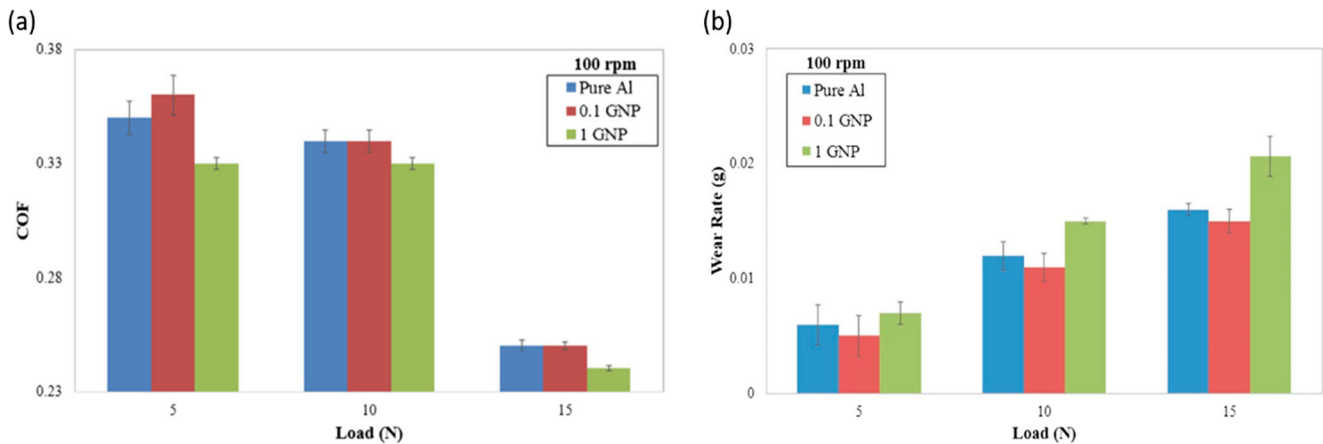 (a)
0.38
0.33
0.28
0.23
COF
100 rpm
Pure Al
0.1 GNP
1 GNP
5
10
15
Load (N)
(b)
0.03
0.02
0.01
0
Wear Rate (g)
100 rpm
Pure Al
0.1 GNP
1 GNP
5
10
15
Load (N)